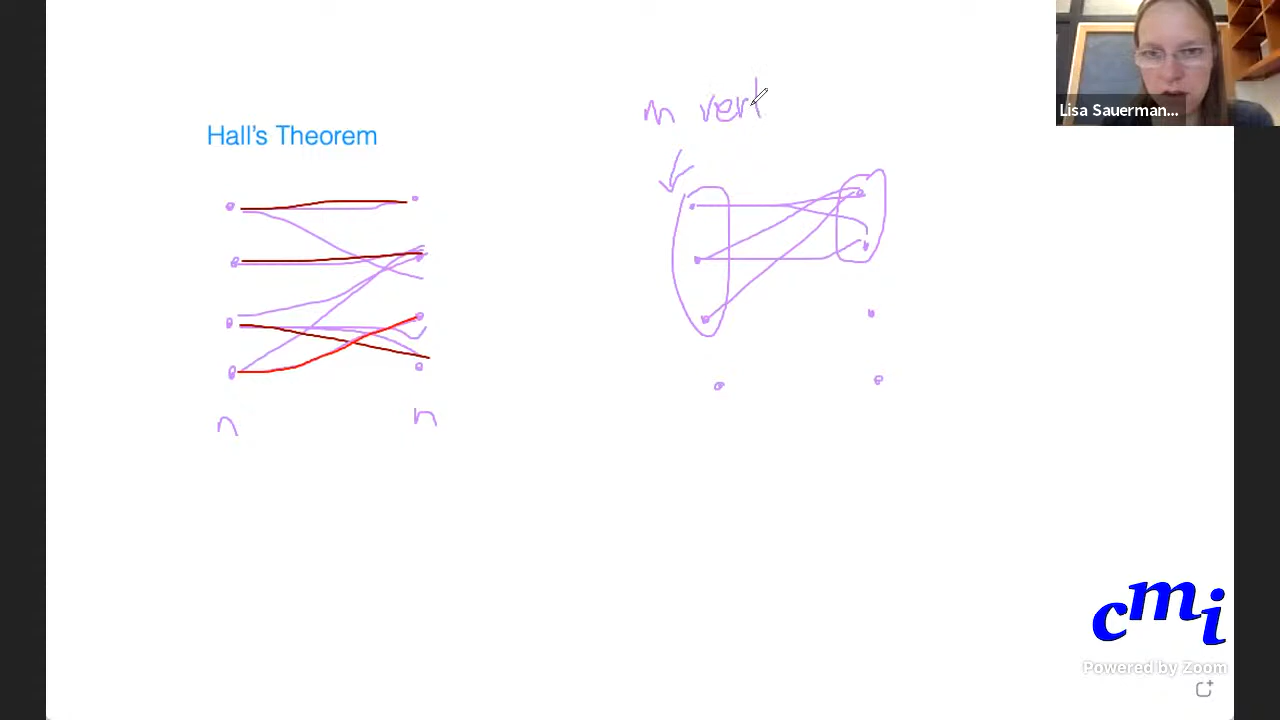 m vert
Lisa Sauerman...
Hall's Theorem
n
n
cmi
Powered by Zoom